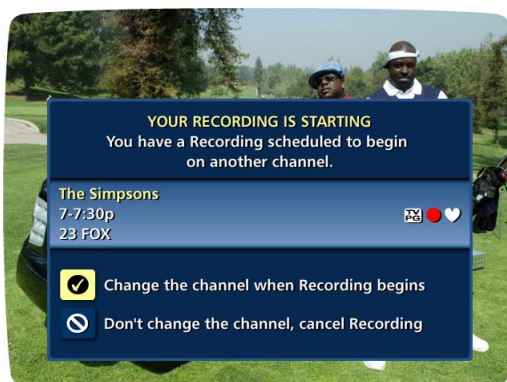 YOUR RECORDING IS STARTING
You have a Recording scheduled to begin
on another channel.
The Simpsons
7-7:30p
TV
PG
23 FOX
Change the channel when Recording begins
Don't change the channel, cancel Recording